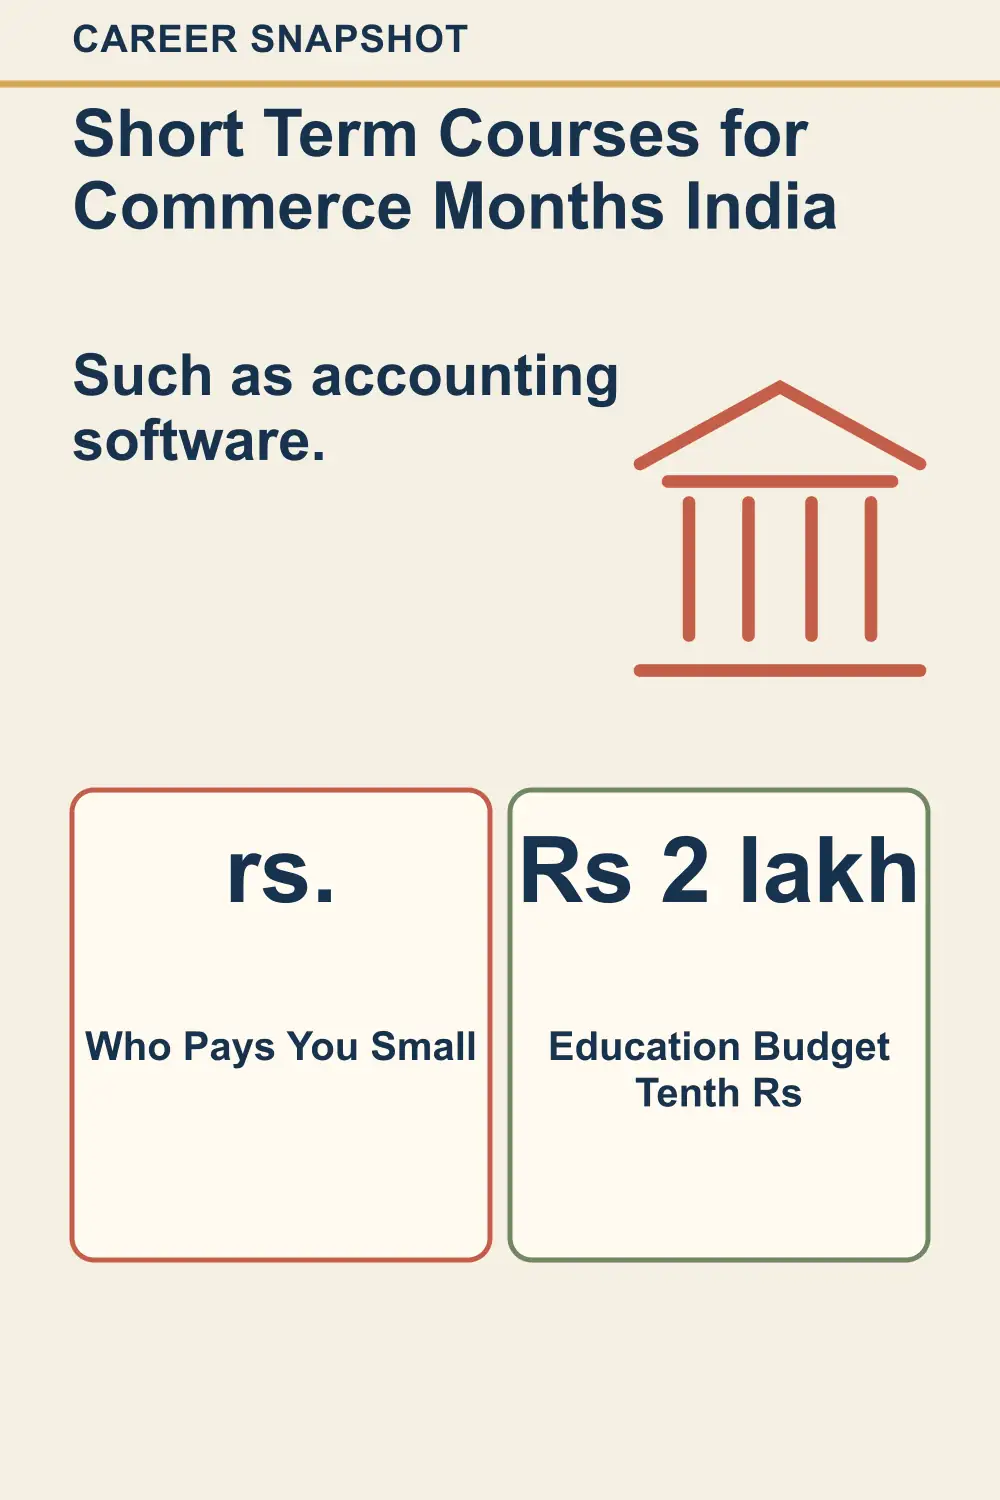 CAREER SNAPSHOT
Short Term Courses for
Commerce Months India
Such as accounting
software.
rs.
Who Pays You Small
Rs 2 lakh
Education Budget
Tenth Rs